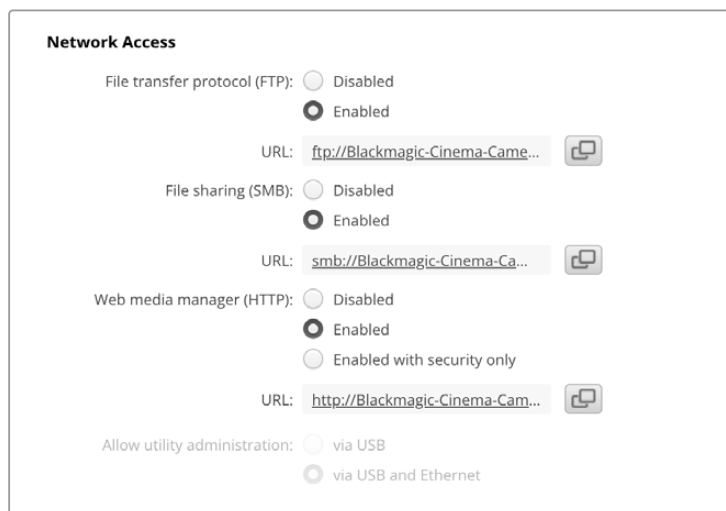 Network Access
File transfer protocol (FTP): Disabled
Enabled
URL: ftp://Blackmagic-Cinema-Came...
File sharing (SMB): Disabled
Enabled
URL: smb://Blackmagic-Cinema-Ca...
Web media manager (HTTP): Disabled
Enabled
Enabled with security only
URL: http://Blackmagic-Cinema-Cam...
Allow utility administration: via USB
via USB and Ethernet